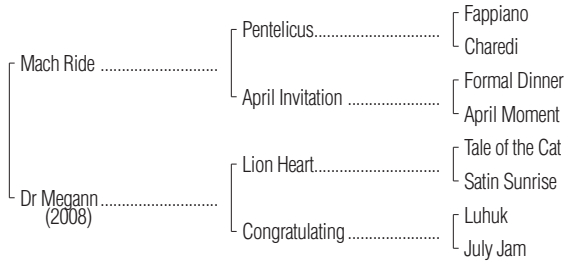 Fappiano
Pentelicus
Charedi
Mach Ride
Formal Dinner
April Invitation
April Moment
Tale of the Cat
Lion Heart
Satin Sunrise
Dr Megann
(2008)
Luhuk
Congratulating
July Jam